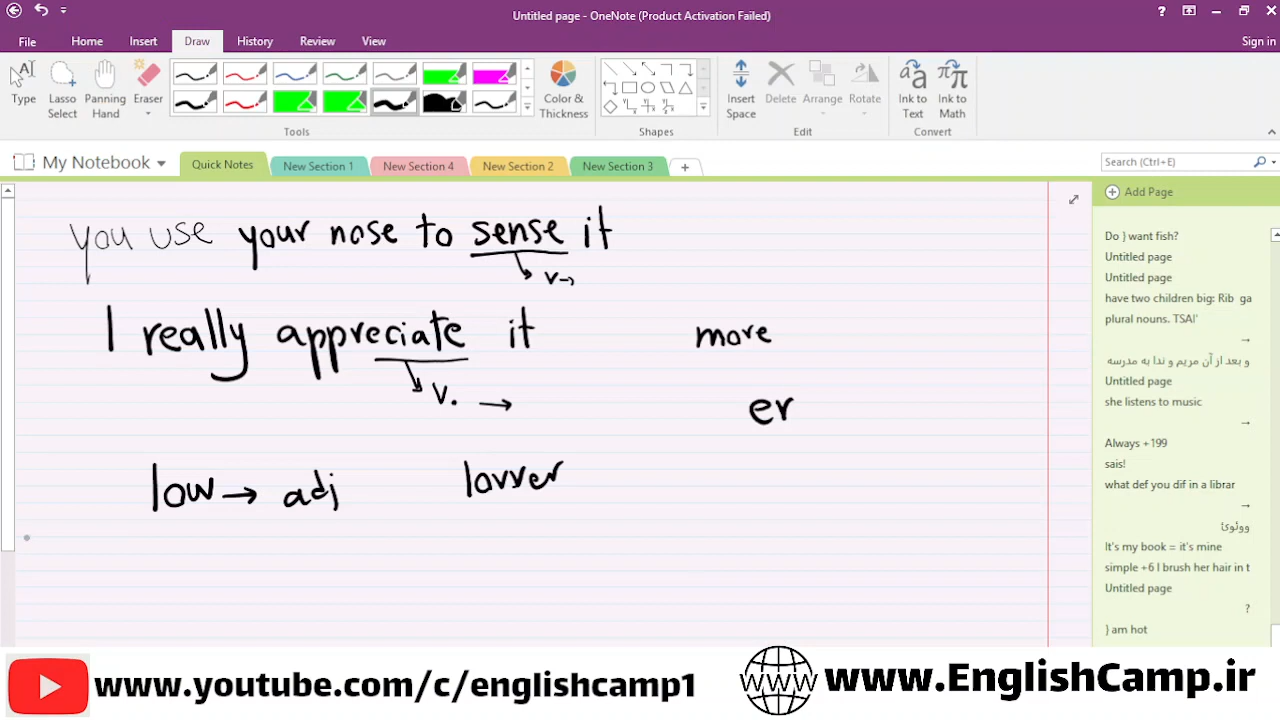 Untitled page - OneNote (Product Activation Failed)
File Home Insert Draw History Review View Sign in
Type Lasso Select Panning Hand Eraser Color & Thickness Insert Space Delete Arrange Rotate Ink to Text Ink to Math
Tools Shapes Edit Convert
My Notebook Quick Notes New Section 1 New Section 4 New Section 2 New Section 3 Search (Ctrl+E)
Add Page
you use your nose to sense it
v→
I really appreciate it more
v. → er
low → adj lower
Do } want fish?
Untitled page
Untitled page
have two children big: Rib ga
plural nouns. TSA!'
→
و بعد از آن مریم و ندا به مدرسه
Untitled page
she listens to music
→
Always +199
sais!
what def you dif in a librar
→
It's my book = it's mine
simple +6 I brush her hair in t
Untitled page
?
} am hot
www.youtube.com/c/englishcamp1
WWW
www.EnglishCamp.ir